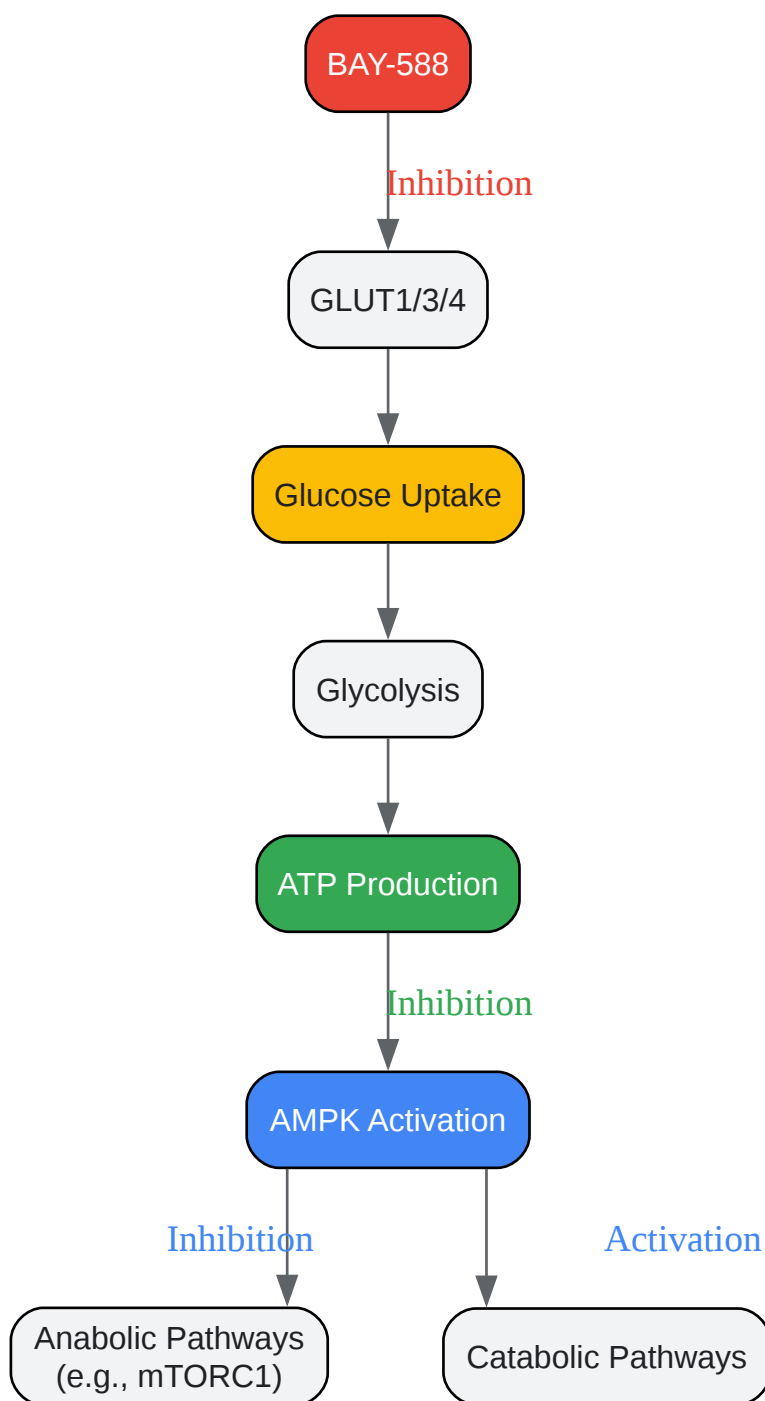 BAY-588
Inhibition
GLUT1/3/4
Glucose Uptake
Glycolysis
ATP Production
Inhibition
AMPK Activation
Inhibition
Activation
Anabolic Pathways
(e.g., mTORC1)
Catabolic Pathways